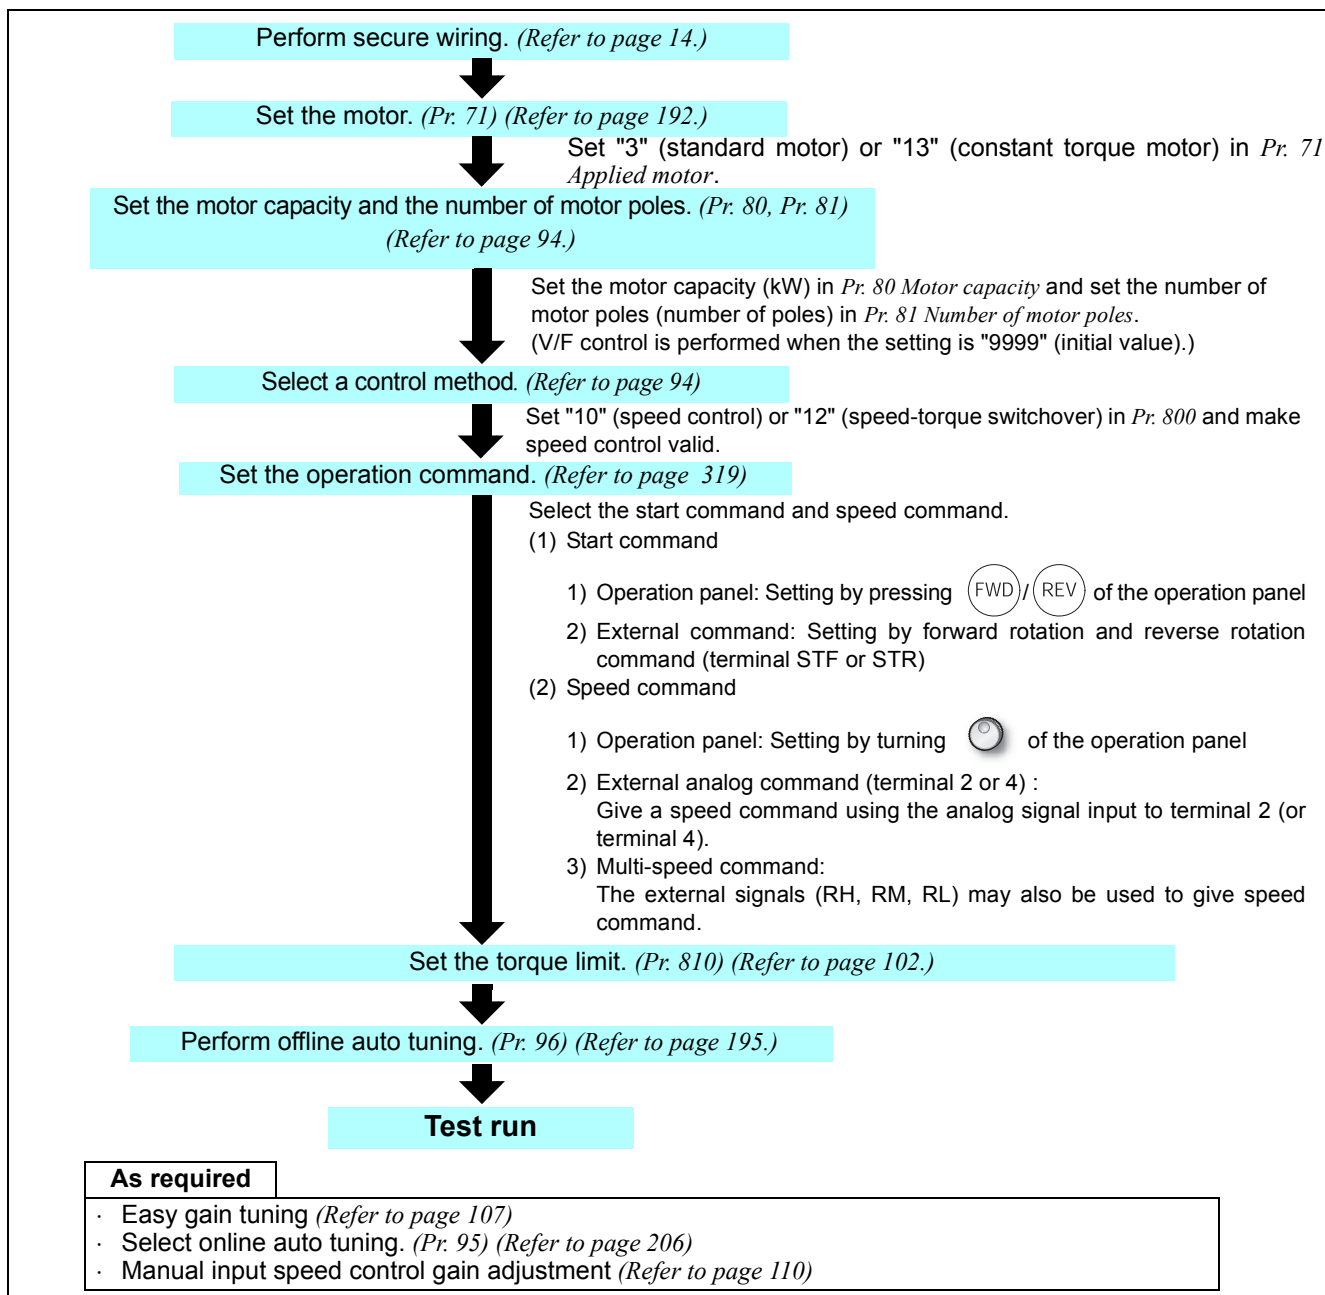 Perform secure wiring. (Refer to page 14.)
Set the motor. (Pr. 71) (Refer to page 192.)
Set "3" (standard motor) or "13" (constant torque motor) in Pr. 71
Applied motor.
Set the motor capacity and the number of motor poles. (Pr. 80, Pr. 81)
(Refer to page 94.)
Set the motor capacity (kW) in Pr. 80 Motor capacity and set the number of
motor poles (number of poles) in Pr. 81 Number of motor poles.
(V/F control is performed when the setting is "9999" (initial value).)
Select a control method. (Refer to page 94)
Set "10" (speed control) or "12" (speed-torque switchover) in Pr. 800 and make
speed control valid.
Set the operation command. (Refer to page 319)
Select the start command and speed command.
(1) Start command
1) Operation panel: Setting by pressing FWD/REV of the operation panel
2) External command: Setting by forward rotation and reverse rotation
command (terminal STF or STR)
(2) Speed command
1) Operation panel: Setting by turning of the operation panel
2) External analog command (terminal 2 or 4) :
Give a speed command using the analog signal input to terminal 2 (or
terminal 4).
3) Multi-speed command:
The external signals (RH, RM, RL) may also be used to give speed
command.
Set the torque limit. (Pr. 810) (Refer to page 102.)
Perform offline auto tuning. (Pr. 96) (Refer to page 195.)
Test run
As required
· Easy gain tuning (Refer to page 107)
· Select online auto tuning. (Pr. 95) (Refer to page 206)
· Manual input speed control gain adjustment (Refer to page 110)